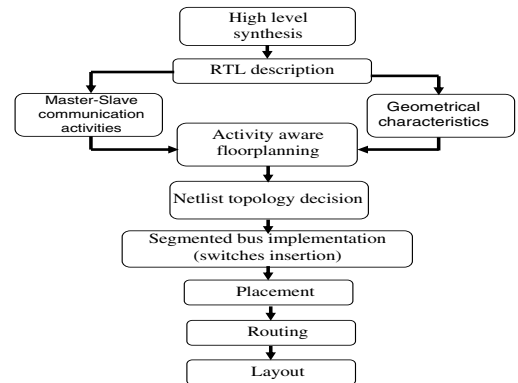 High level
synthesis
RTL description
Master-Slave
communication
activities
Geometrical
characteristics
Activity aware
floorplanning
Netlist topology decision
Segmented bus implementation
(switches insertion)
Placement
Routing
Layout